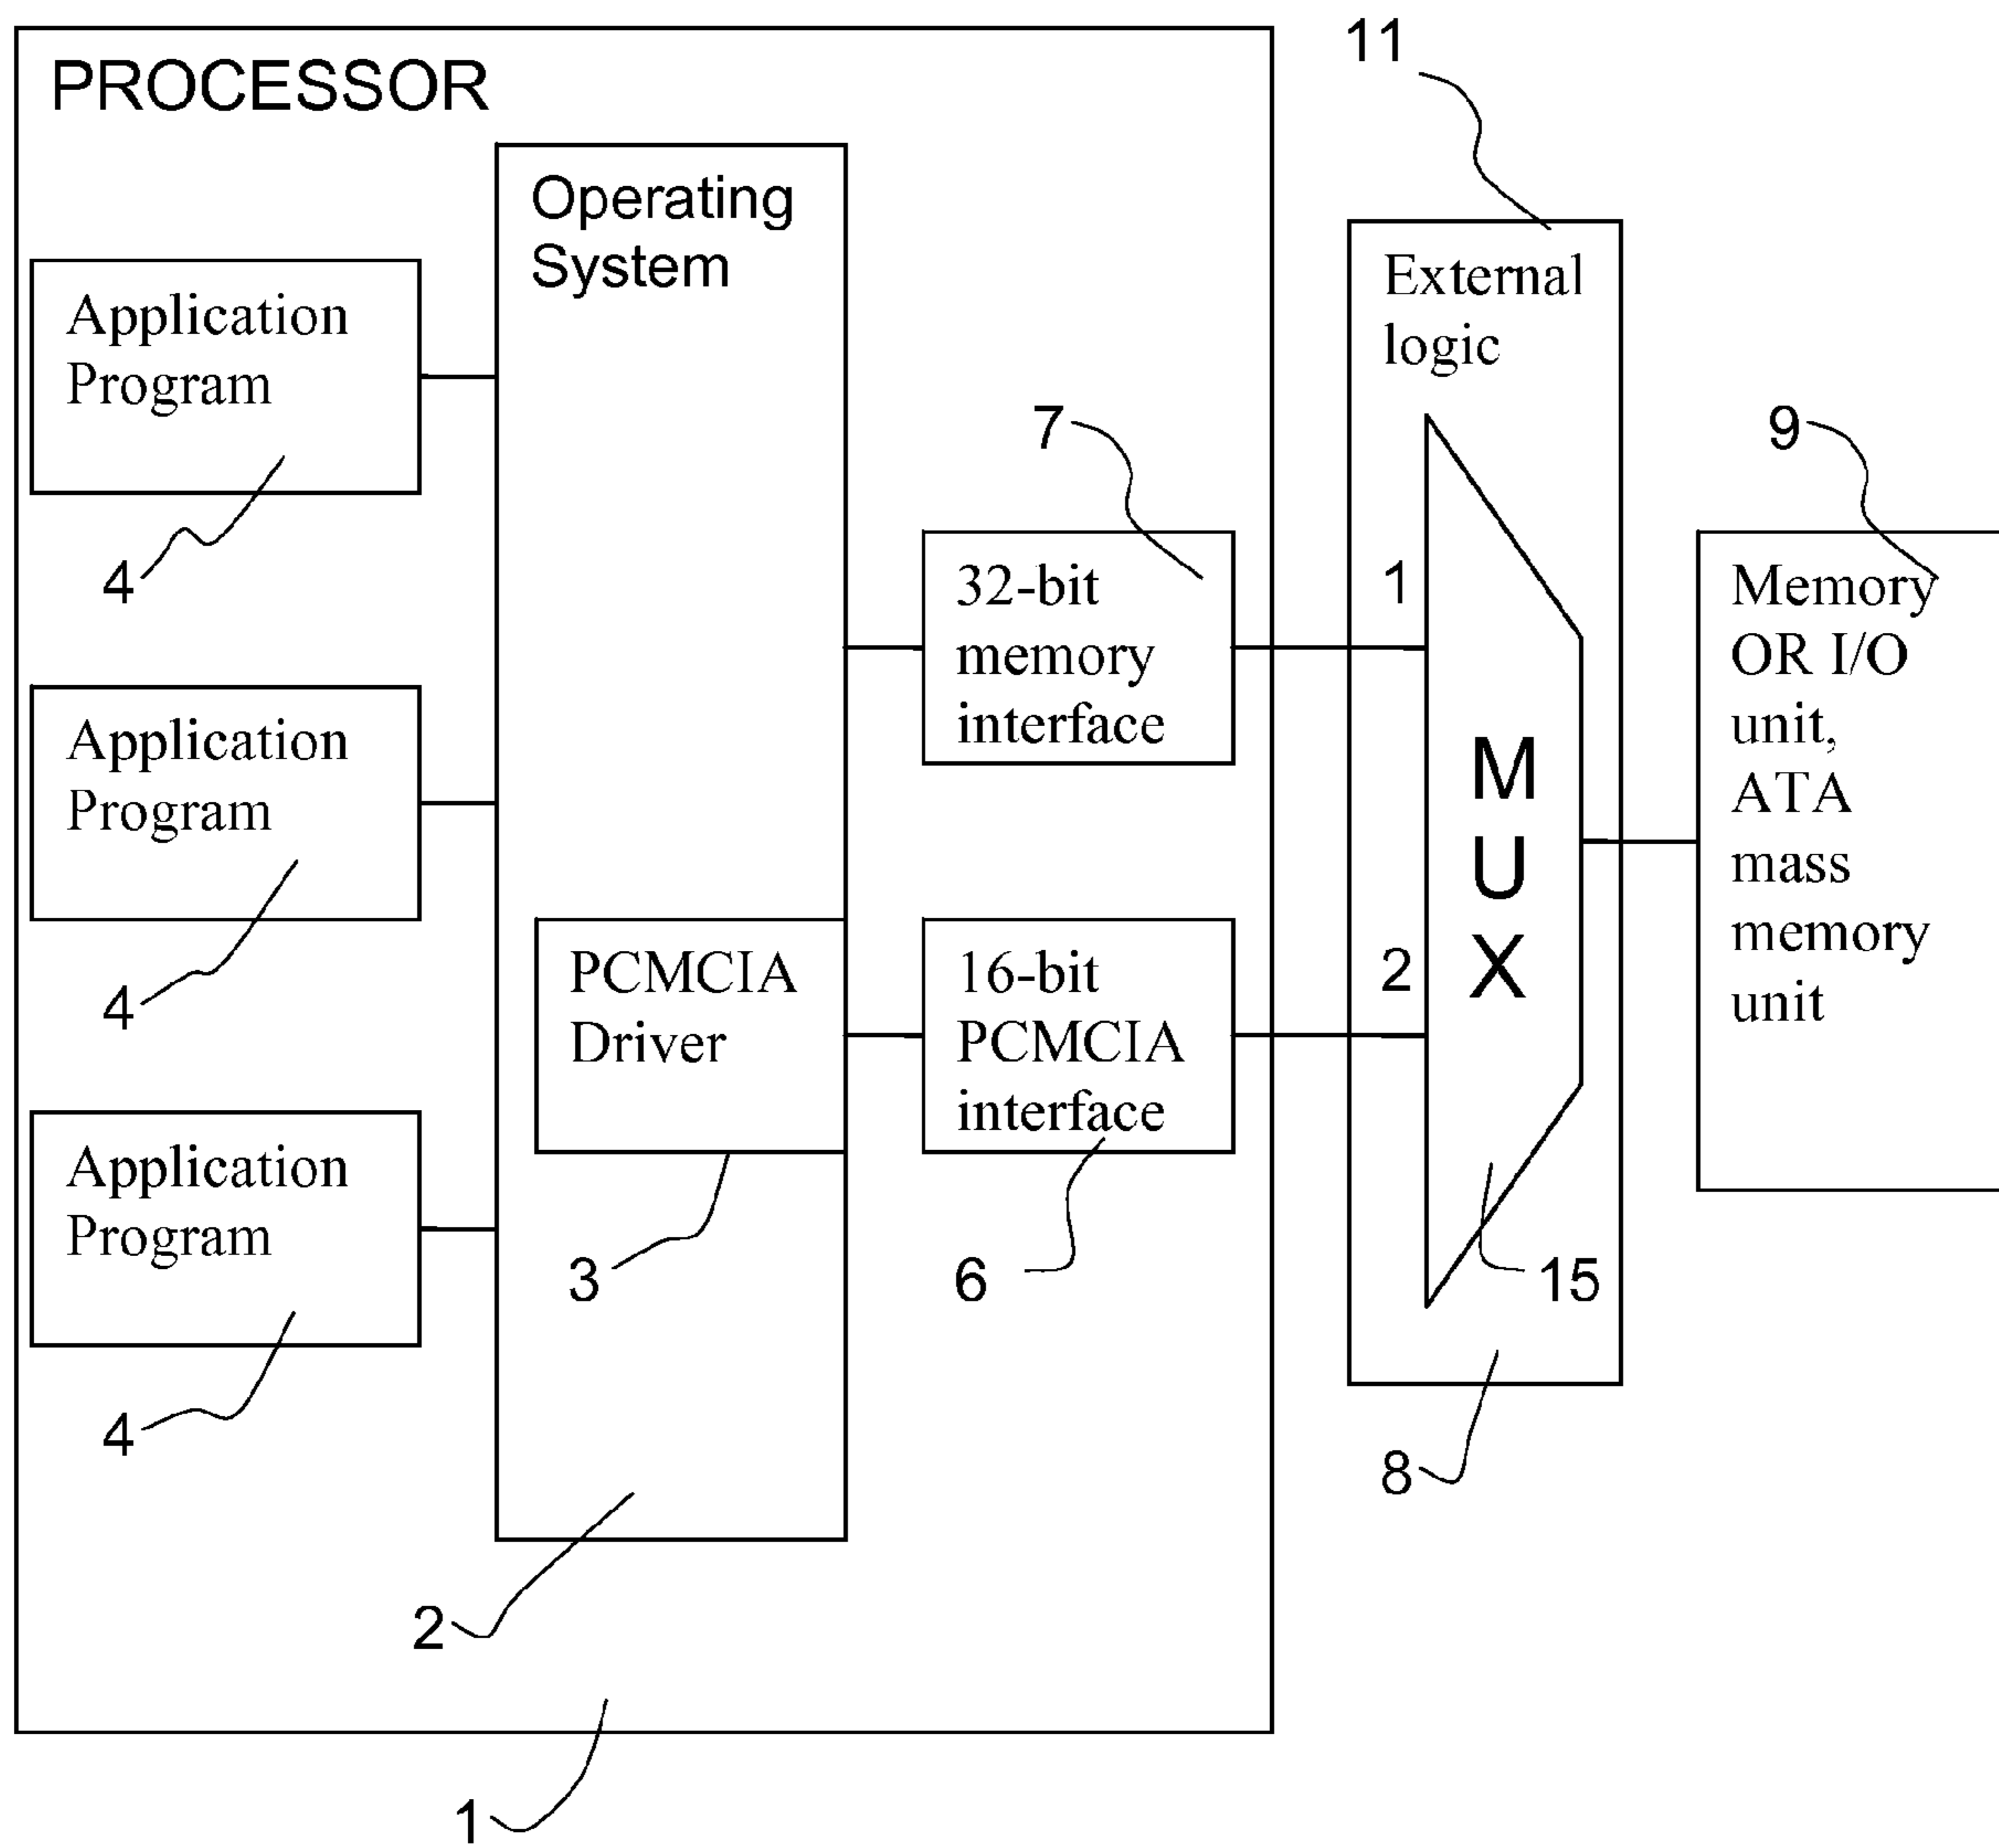 11
PROCESSOR
Operating
System
External
logic
Application
Program
4
7
9
32-bit
memory
interface
1
Memory
OR I/O
unit,
ATA
mass
memory
unit
Application
Program
4
M
U
X
PCMCIA
Driver
16-bit
PCMCIA
interface
2
Application
Program
4
3
6
15
8
2
1